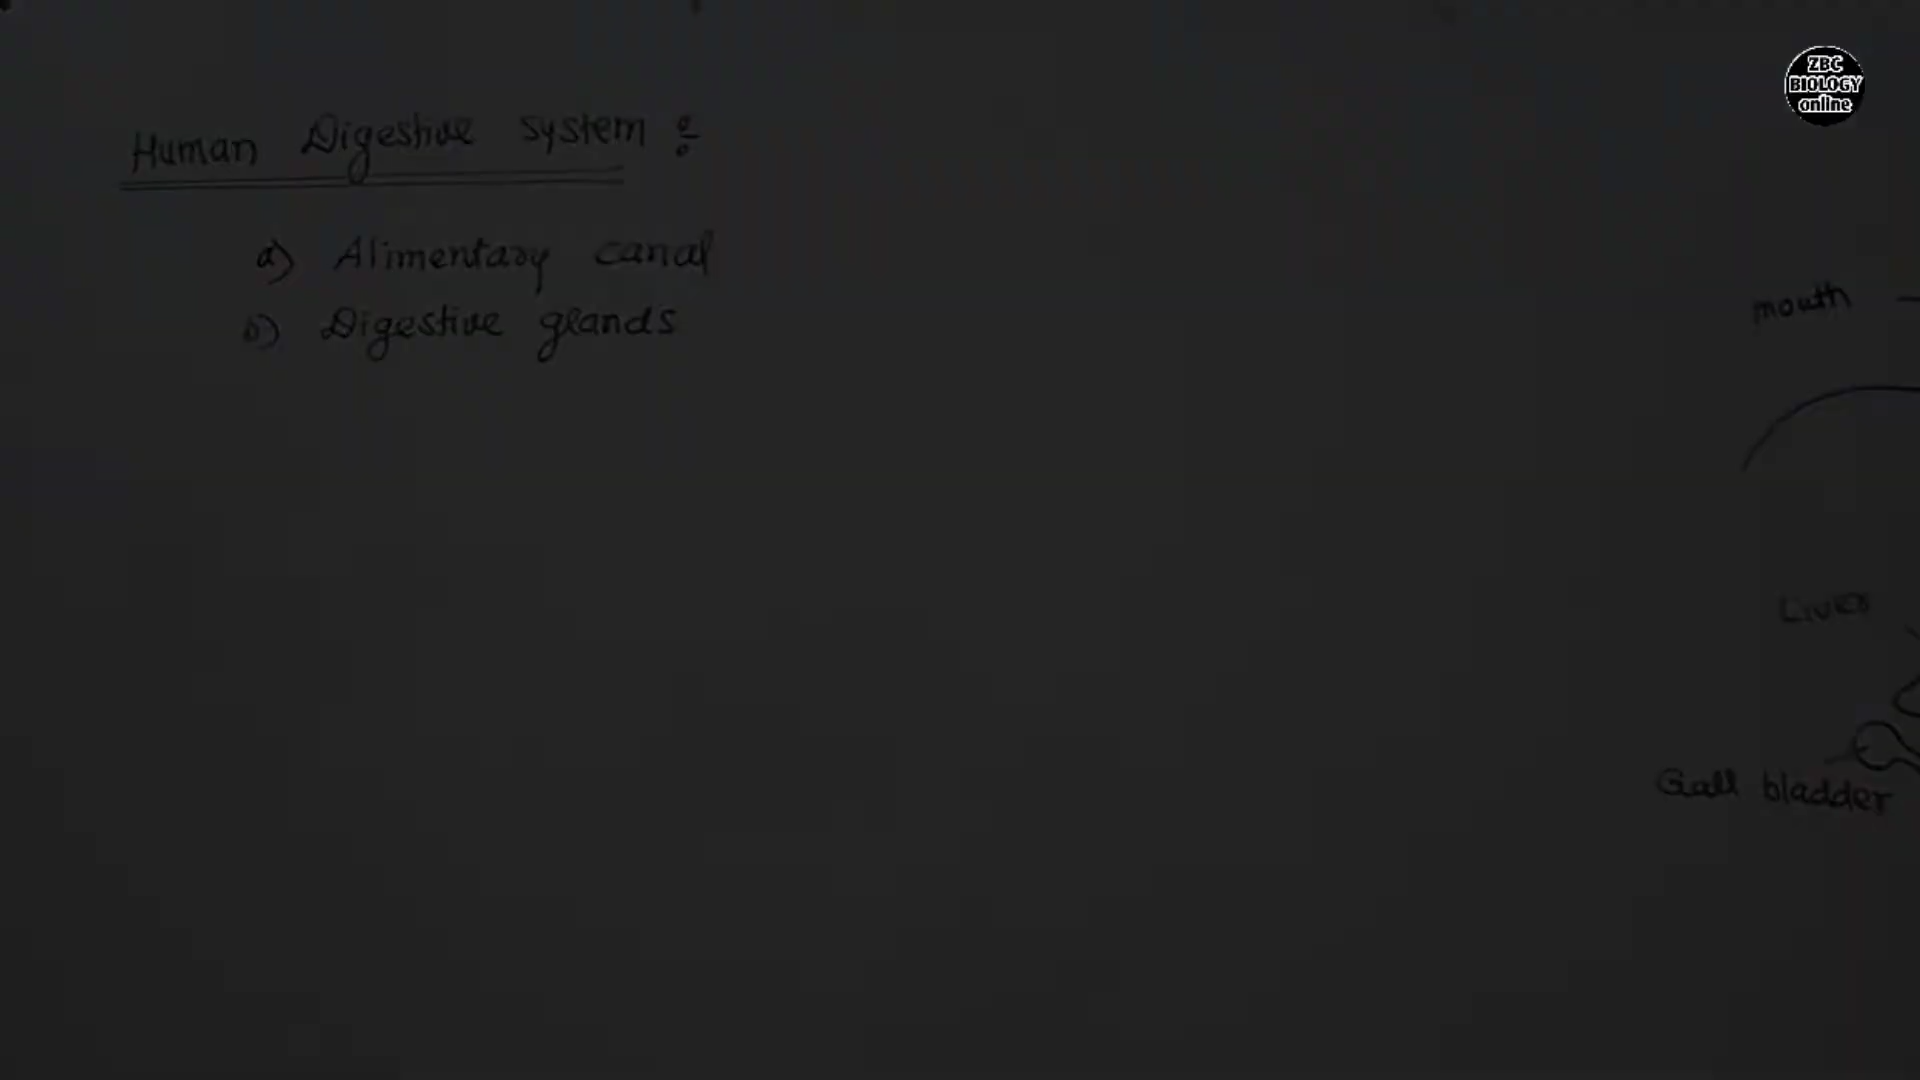 ZBC
BIOLOGY
online
Human Digestive system :
a) Alimentary canal
b) Digestive glands
mouth
Liver
Gall bladder